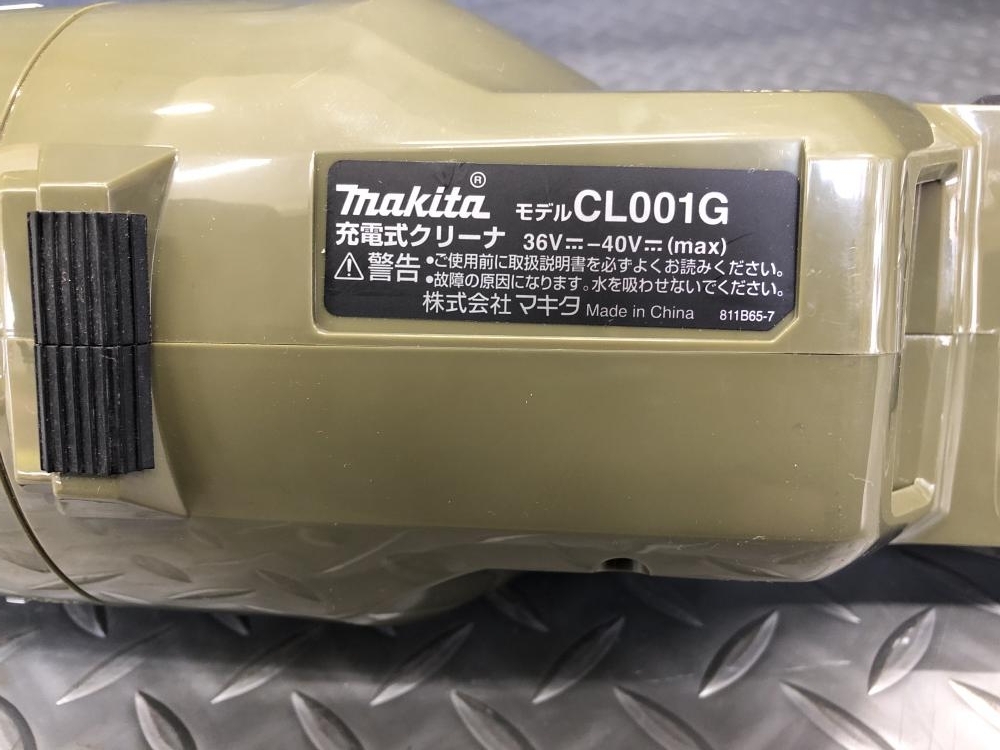 makita® モデルCL001G
充電式クリーナ 36V⎓–40V⎓(max)
⚠警告 •ご使用前に取扱説明書を必ずよくお読みください。
•故障の原因になります。水を吸わせないでください。
株式会社 マキタ Made in China 811B65-7